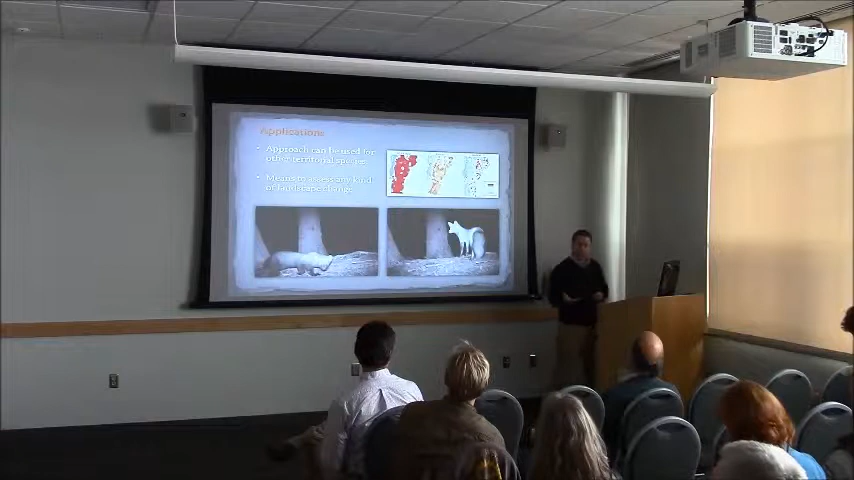 Applications
Approach can be used for
other territorial species
Means to assess any kind
of landscape change